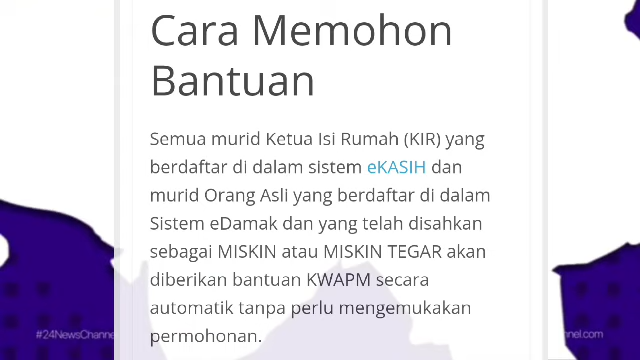 Cara Memohon
Bantuan
Semua murid Ketua Isi Rumah (KIR) yang
berdaftar di dalam sistem eKASIH dan
murid Orang Asli yang berdaftar di dalam
Sistem eDamak dan yang telah disahkan
sebagai MISKIN atau MISKIN TEGAR akan
diberikan bantuan KWAPM secara
automatik tanpa perlu mengemukakan
permohonan.
#24NewsChannel
.com